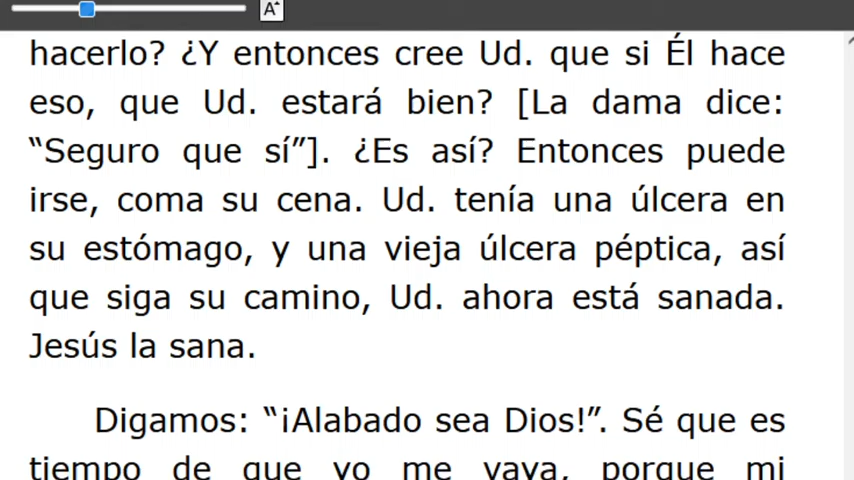 A
hacerlo? ¿Y entonces cree Ud. que si Él hace
eso, que Ud. estará bien? [La dama dice:
“Seguro que sí”]. ¿Es así? Entonces puede
irse, coma su cena. Ud. tenía una úlcera en
su estómago, y una vieja úlcera péptica, así
que siga su camino, Ud. ahora está sanada.
Jesús la sana.
Digamos: “¡Alabado sea Dios!”. Sé que es
tiempo de que yo me vaya, porque mi